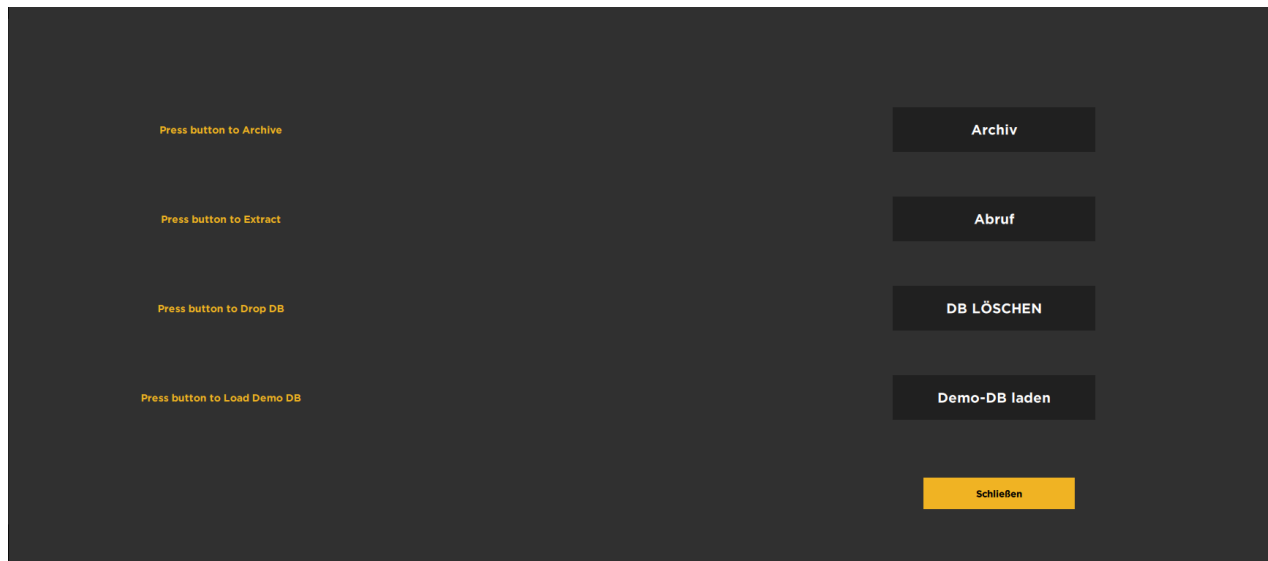 Press button to Archive
Archiv
Press button to Extract
Abruf
Press button to Drop DB
DB LÖSCHEN
Press button to Load Demo DB
Demo-DB laden
Schließen